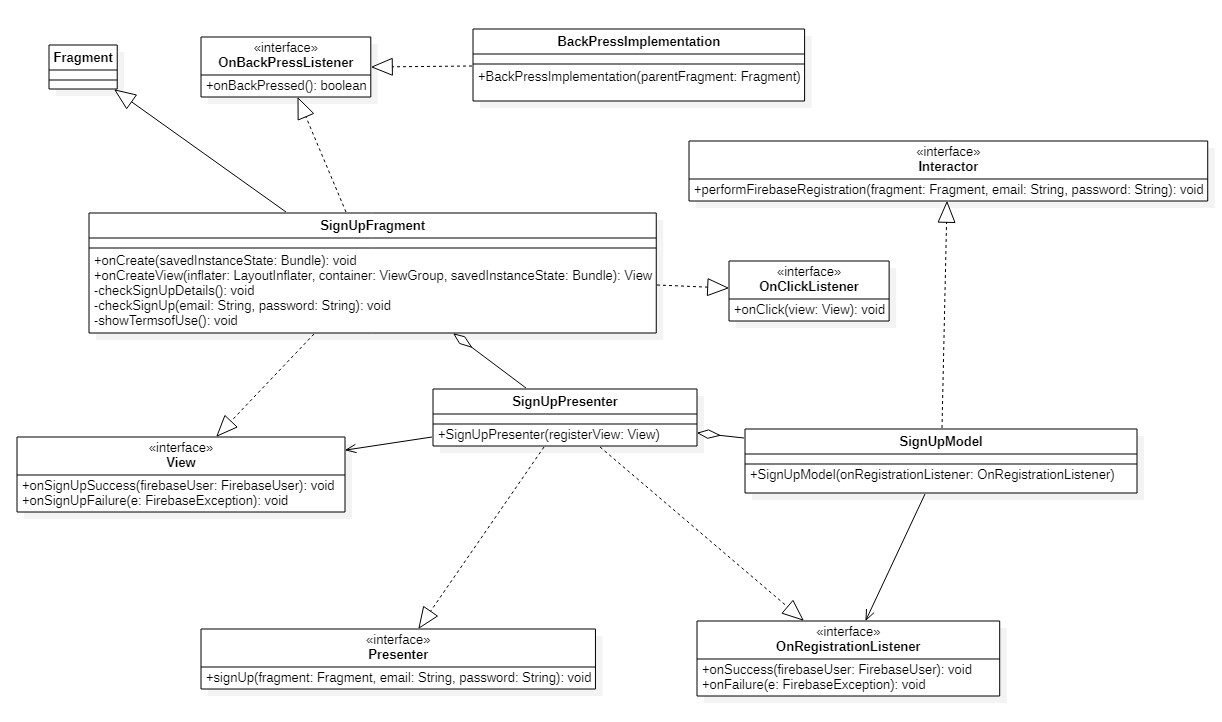 Fragment
«interface»
OnBackPressListener
+onBackPressed(): boolean
BackPressImplementation
+BackPressImplementation(parentFragment: Fragment)
«interface»
Interactor
+performFirebaseRegistration(fragment: Fragment, email: String, password: String): void
SignUpFragment
+onCreate(savedInstanceState: Bundle): void
+onCreateView(inflater: LayoutInflater, container: ViewGroup, savedInstanceState: Bundle): View
-checkSignUpDetails(): void
-checkSignUp(email: String, password: String): void
-showTermsofUse(): void
«interface»
OnClickListener
+onClick(view: View): void
SignUpPresenter
+SignUpPresenter(registerView: View)
«interface»
View
+onSignUpSuccess(firebaseUser: FirebaseUser): void
+onSignUpFailure(e: FirebaseException): void
SignUpModel
+SignUpModel(onRegistrationListener: OnRegistrationListener)
«interface»
Presenter
+signUp(fragment: Fragment, email: String, password: String): void
«interface»
OnRegistrationListener
+onSuccess(firebaseUser: FirebaseUser): void
+onFailure(e: FirebaseException): void